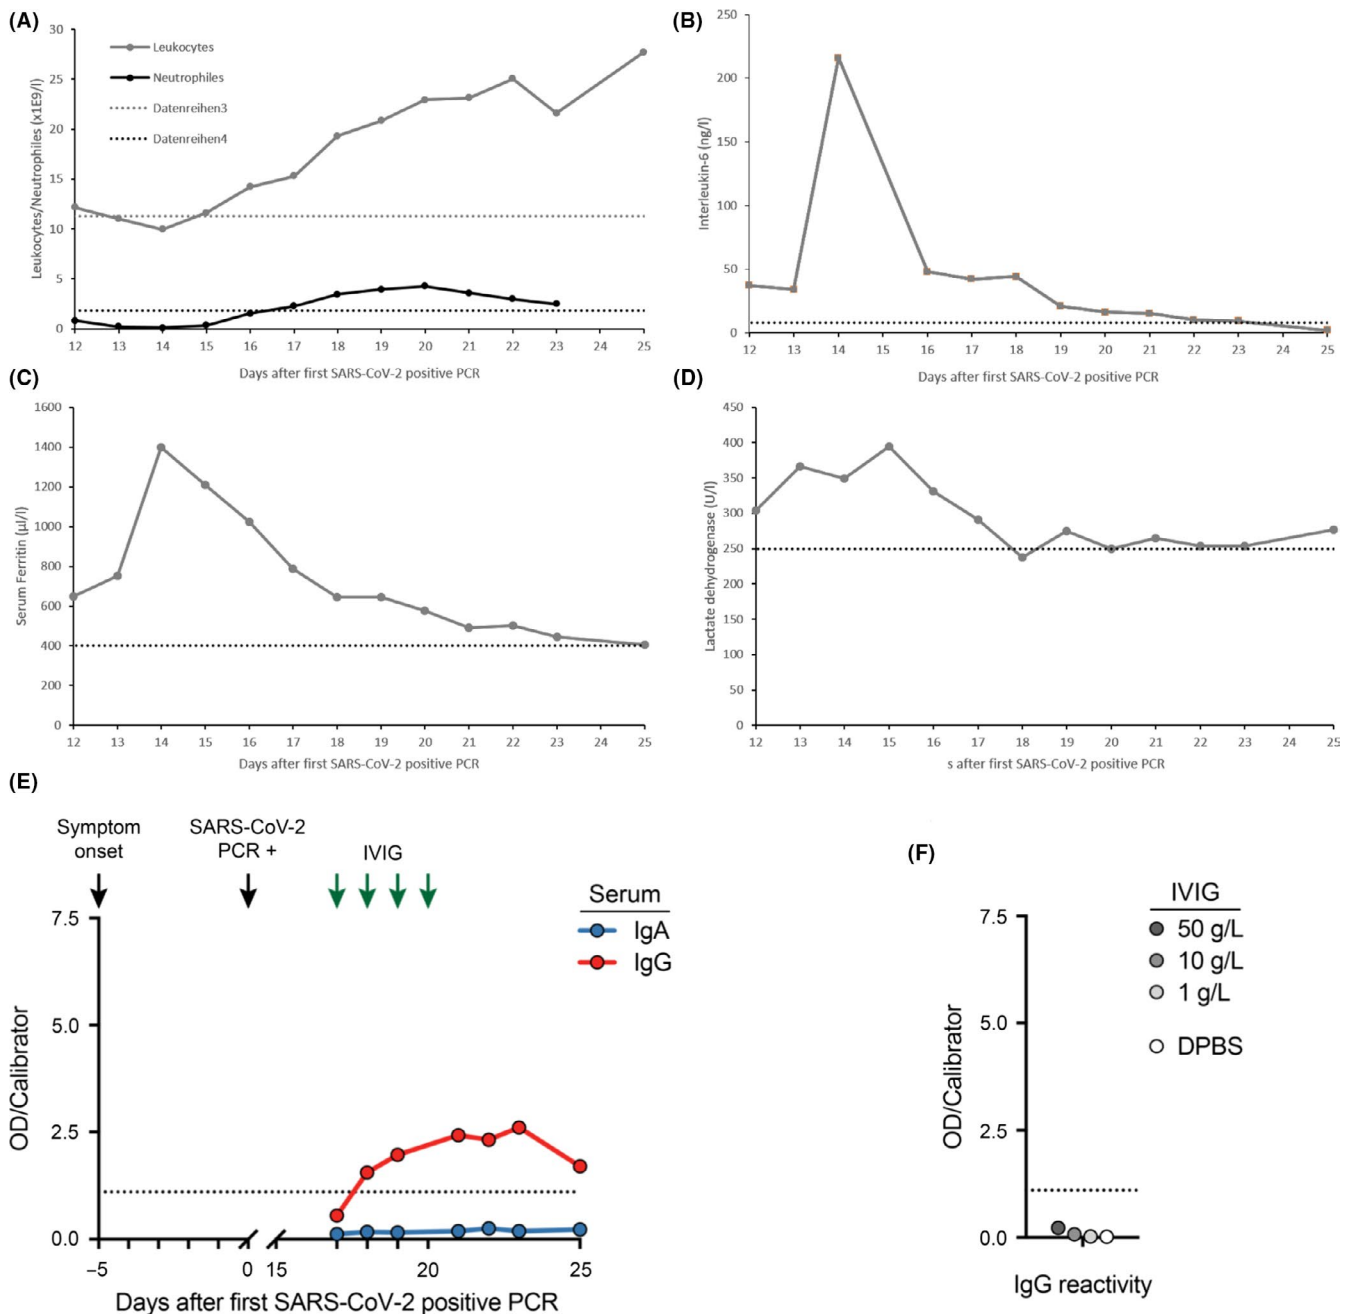 (A)
Leukocytes/Neutrophiles (x1E9/l)
30
25
20
15
10
5
0
Leukocytes
Neutrophiles
Datenreihen3
Datenreihen4
12 13 14 15 16 17 18 19 20 21 22 23 24 25
Days after first SARS-CoV-2 positive PCR
(B)
Interleukin-6 (ng/l)
250
200
150
100
50
0
12 13 14 15 16 17 18 19 20 21 22 23 24 25
Days after first SARS-CoV-2 positive PCR
(C)
Serum Ferritin (µl/l)
1600
1400
1200
1000
800
600
400
200
0
12 13 14 15 16 17 18 19 20 21 22 23 24 25
Days after first SARS-CoV-2 positive PCR
(D)
Lactate dehydrogenase (U/l)
450
400
350
300
250
200
150
100
50
0
12 13 14 15 16 17 18 19 20 21 22 23 24 25
s after first SARS-CoV-2 positive PCR
(E)
Symptom
onset
SARS-CoV-2
PCR +
IVIG
Serum
IgA
IgG
OD/Calibrator
7.5
5.0
2.5
0.0
−5 0 15 20 25
Days after first SARS-CoV-2 positive PCR
(F)
IVIG
50 g/L
10 g/L
1 g/L
DPBS
OD/Calibrator
7.5
5.0
2.5
0.0
IgG reactivity